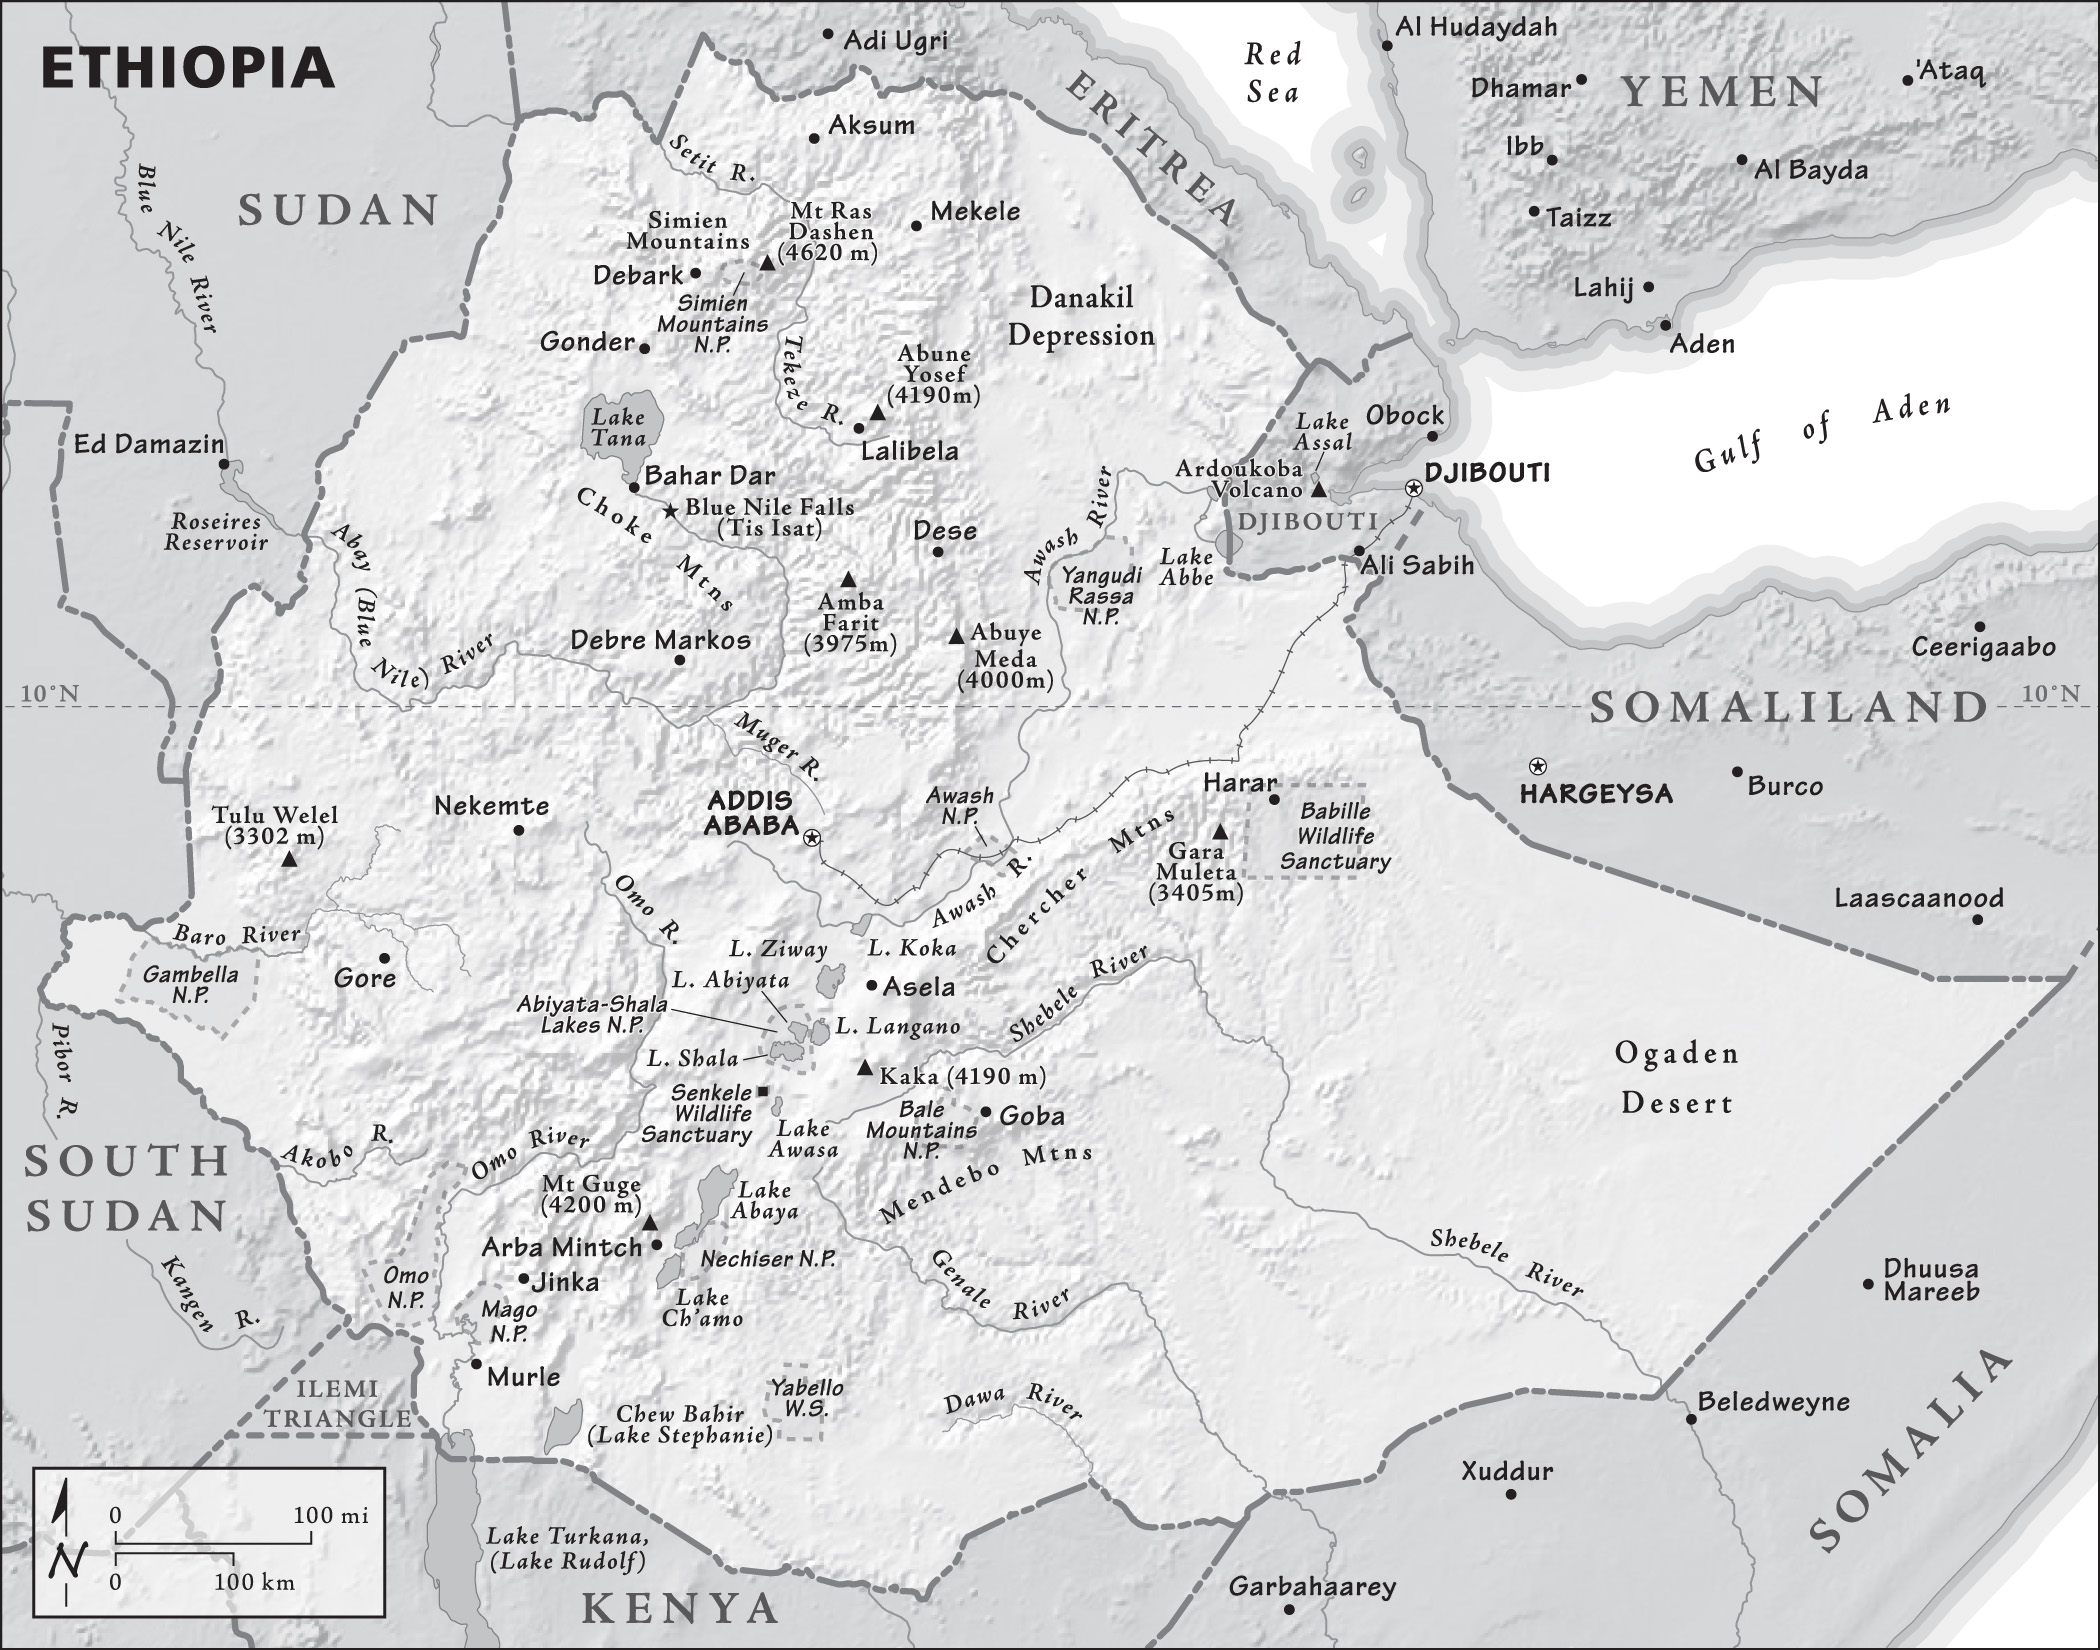 ETHIOPIA
Adi Ugri
Red
Sea
Al Hudaydah
Dhamar
YEMEN
'Ataq
ERITREA
Aksum
Ibb
Al Bayda
Setit R.
Blue Nile River
SUDAN
Simien
Mountains
Mt Ras
Dashen
(4620 m)
Mekele
Taizz
Debark
Simien
Mountains
N.P.
Danakil
Depression
Lahij
Aden
Gonder
Tekeze R.
Abune
Yosef
(4190m)
Lake
Tana
Lalibela
Lake
Assal
Obock
Gulf of Aden
Ed Damazin
Bahar Dar
Ardoukoba
Volcano
DJIBOUTI
Choke Mtns
Blue Nile Falls
(Tis Isat)
Awash River
DJIBOUTI
Roseires
Reservoir
Abay (Blue Nile) River
Dese
Lake
Abbe
Ali Sabih
Yangudi
Rassa
N.P.
Amba
Farit
(3975m)
Abuye
Meda
(4000m)
Debre Markos
Ceerigaabo
10°N
SOMALILAND
10°N
Muger R.
HARGEYSA
Burco
Tulu Welel
(3302 m)
Nekemte
ADDIS
ABABA
Awash
N.P.
Harar
Babille
Wildlife
Sanctuary
Gara
Muleta
(3405m)
Chercher Mtns
Omo R.
Awash R.
Laascaanood
Baro River
Gambella
N.P.
Gore
L. Ziway
L. Koka
L. Abiyata
Asela
Shebele River
Abiyata-Shala
Lakes N.P.
L. Langano
L. Shala
Kaka (4190 m)
Ogaden
Desert
Pibor R.
Senkele
Wildlife
Sanctuary
Lake
Awasa
Bale
Mountains
N.P.
Goba
Mendebo Mtns
SOUTH
SUDAN
Akobo R.
Omo River
Mt Guge
(4200 m)
Lake
Abaya
Arba Mintch
Nechiser N.P.
Genale River
Shebele River
Kangen R.
Omo
N.P.
Jinka
Mago
N.P.
Lake
Ch'amo
Dhuusa
Mareeb
Murle
ILEMI
TRIANGLE
Chew Bahir
(Lake Stephanie)
Yabello
W.S.
Dawa River
Beledweyne
SOMALIA
Xuddur
0 100 mi
N
0 100 km
Lake Turkana,
(Lake Rudolf)
KENYA
Garbahaarey